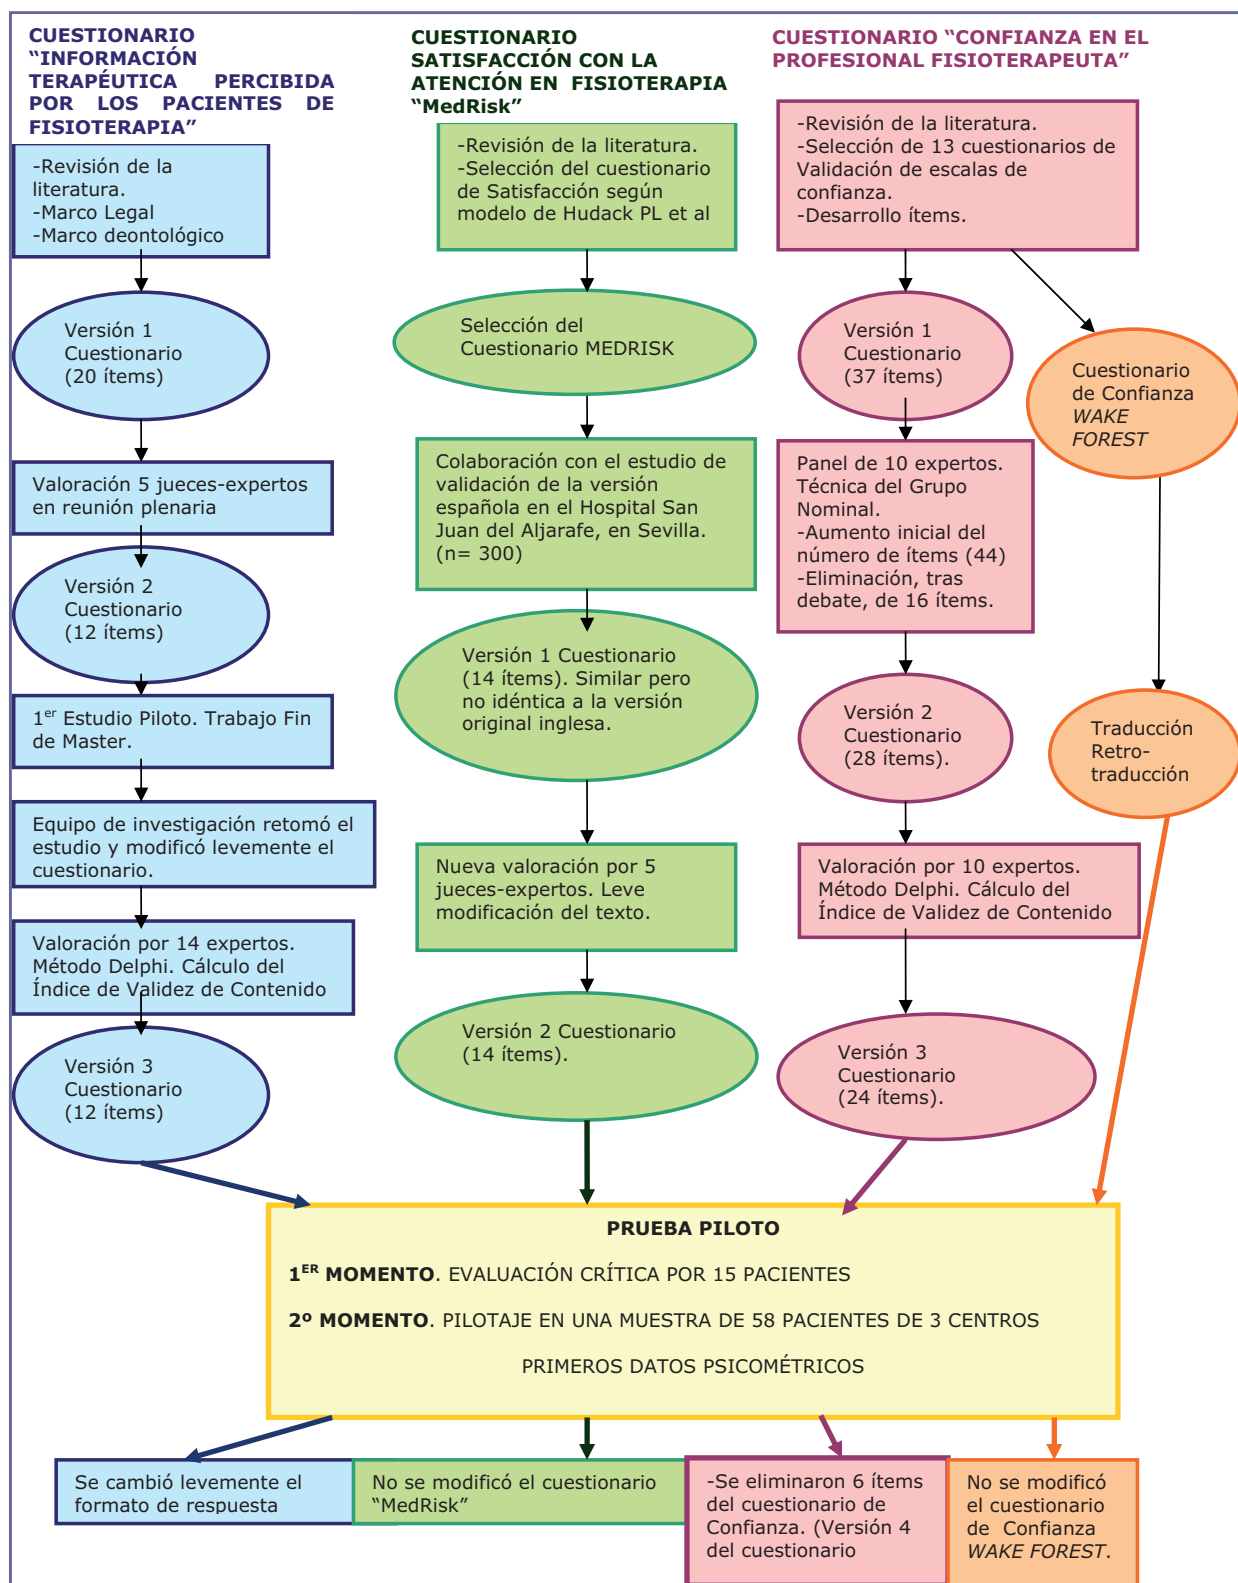 CUESTIONARIO
“INFORMACIÓN
TERAPÉUTICA PERCIBIDA
POR LOS PACIENTES DE
FISIOTERAPIA”
-Revisión de la
literatura.
-Marco Legal
-Marco deontológico
Versión 1
Cuestionario
(20 ítems)
Valoración 5 jueces-expertos
en reunión plenaria
Versión 2
Cuestionario
(12 ítems)
1er Estudio Piloto. Trabajo Fin
de Master.
Equipo de investigación retomó el
estudio y modificó levemente el
cuestionario.
Valoración por 14 expertos.
Método Delphi. Cálculo del
Índice de Validez de Contenido
Versión 3
Cuestionario
(12 ítems)
CUESTIONARIO
SATISFACCIÓN CON LA
ATENCIÓN EN FISIOTERAPIA
“MedRisk”
-Revisión de la literatura.
-Selección del cuestionario
de Satisfacción según
modelo de Hudack PL et al
Selección del
Cuestionario MEDRISK
Colaboración con el estudio de
validación de la versión
española en el Hospital San
Juan del Aljarafe, en Sevilla.
(n= 300)
Versión 1 Cuestionario
(14 ítems). Similar pero
no idéntica a la versión
original inglesa.
Nueva valoración por 5
jueces-expertos. Leve
modificación del texto.
Versión 2 Cuestionario
(14 ítems).
CUESTIONARIO “CONFIANZA EN EL
PROFESIONAL FISIOTERAPEUTA”
-Revisión de la literatura.
-Selección de 13 cuestionarios de
Validación de escalas de
confianza.
-Desarrollo ítems.
Versión 1
Cuestionario
(37 ítems)
Panel de 10 expertos.
Técnica del Grupo
Nominal.
-Aumento inicial del
número de ítems (44)
-Eliminación, tras
debate, de 16 ítems.
Versión 2
Cuestionario
(28 ítems).
Valoración por 10 expertos.
Método Delphi. Cálculo del
Índice de Validez de Contenido
Versión 3
Cuestionario
(24 ítems).
Cuestionario
de Confianza
WAKE
FOREST
Traducción
Retro-
traducción
PRUEBA PILOTO
1ER MOMENTO. EVALUACIÓN CRÍTICA POR 15 PACIENTES
2º MOMENTO. PILOTAJE EN UNA MUESTRA DE 58 PACIENTES DE 3 CENTROS
PRIMEROS DATOS PSICOMÉTRICOS
Se cambió levemente el
formato de respuesta
No se modificó el cuestionario
“MedRisk”
-Se eliminaron 6 ítems
del cuestionario de
Confianza. (Versión 4
del cuestionario
No se modificó
el cuestionario
de Confianza
WAKE FOREST.